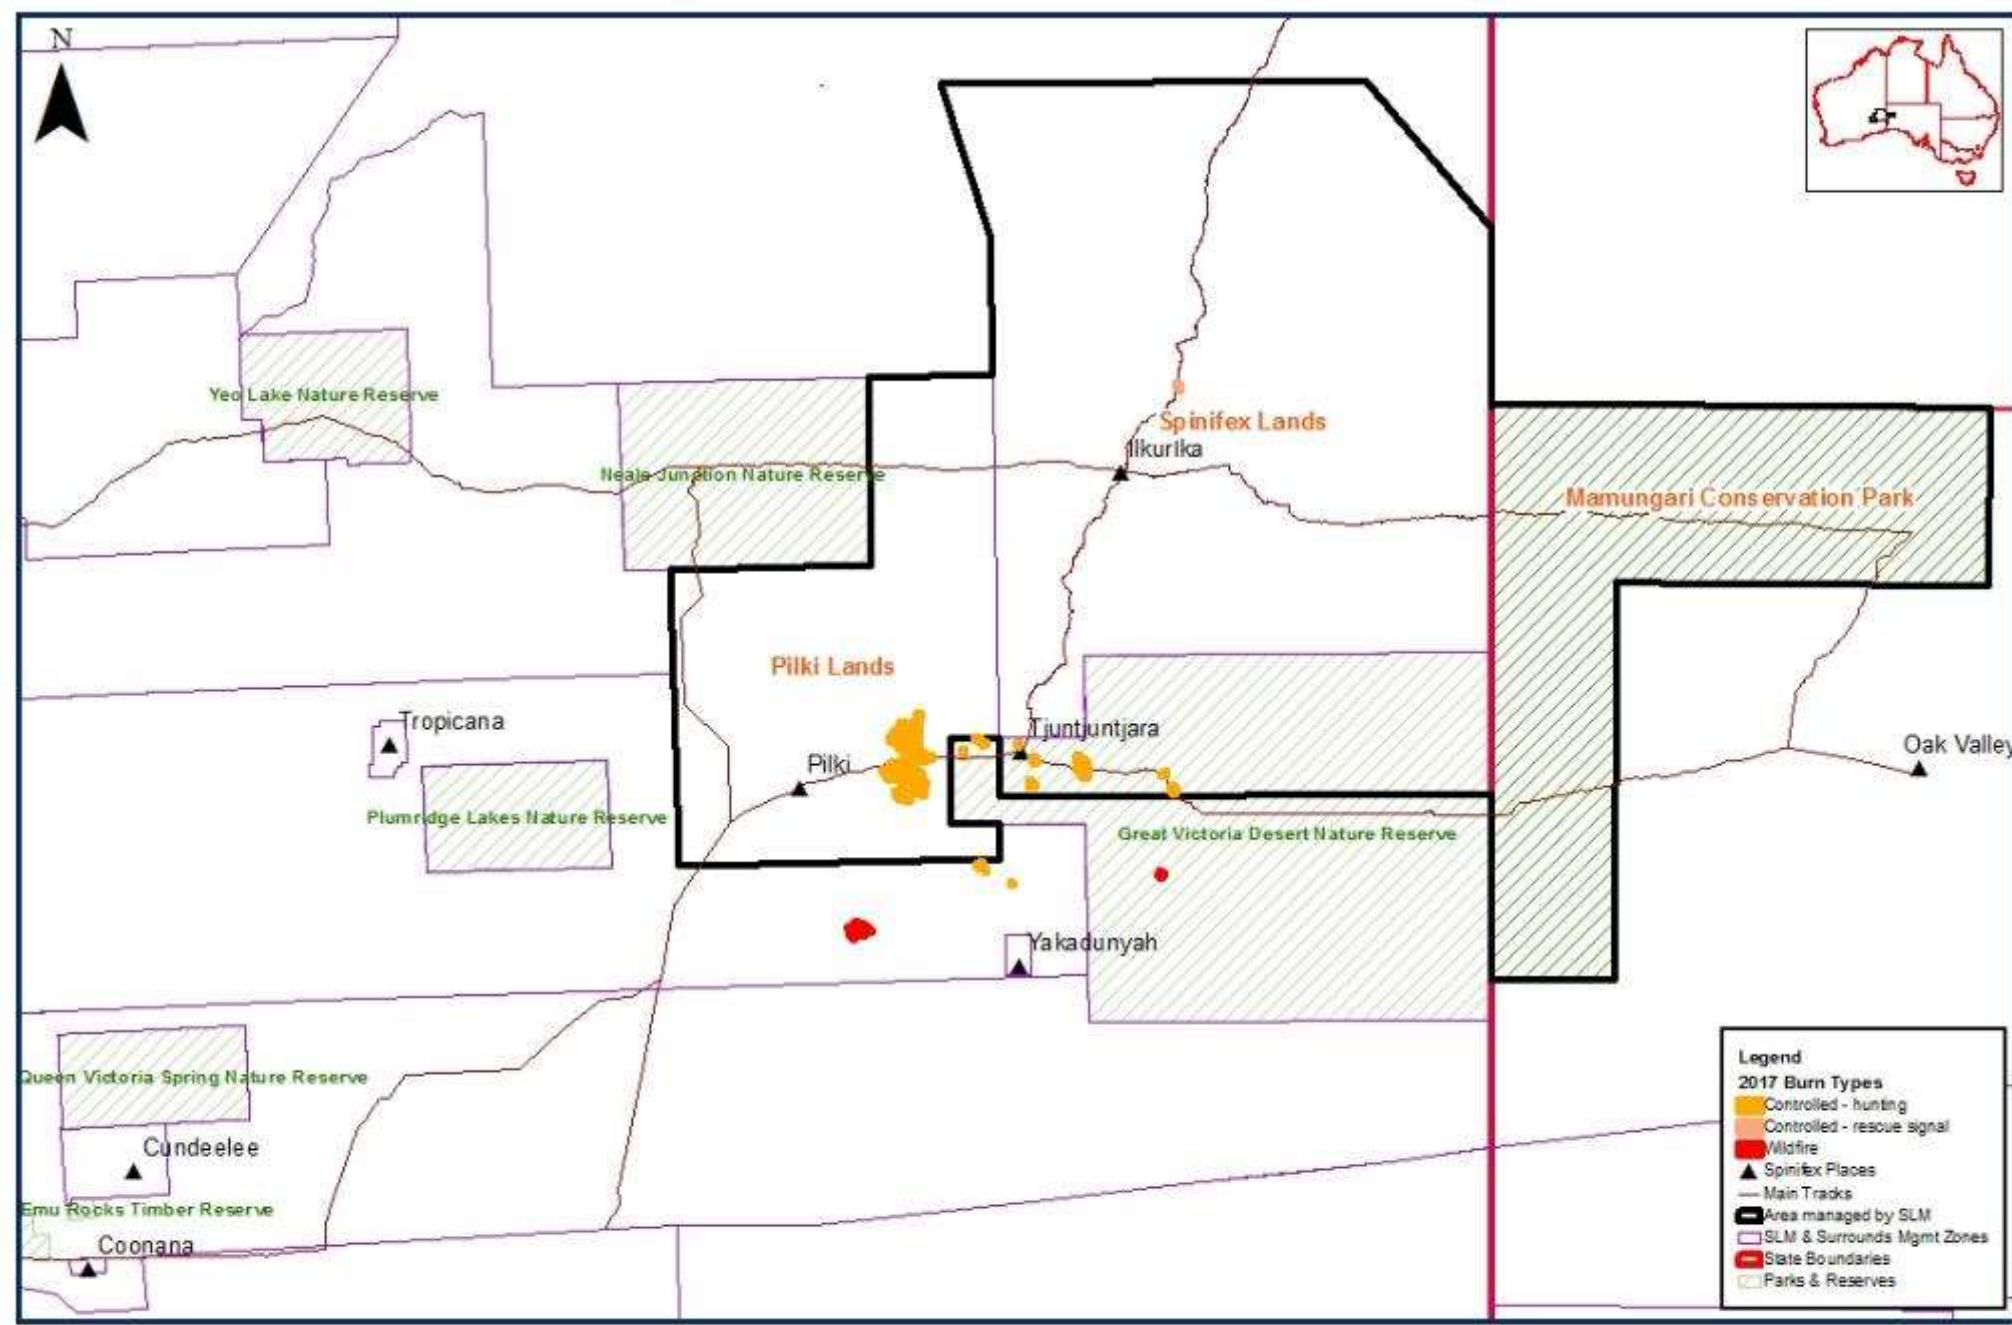 N
Spinifex Lands
Ilkurlka
Yeo Lake Nature Reserve
Neale Junction Nature Reserve
Mamungari Conservation Park
Pilki Lands
Tropicana
Tjuntjuntjara
Oak Valley
Pilki
Plumridge Lakes Nature Reserve
Great Victoria Desert Nature Reserve
Yakadunyah
Queen Victoria Spring Nature Reserve
Cundeelee
Emu Rocks Timber Reserve
Coonana
Legend
2017 Burn Types
Controlled - hunting
Controlled - rescue signal
Wildfire
Spinifex Places
Main Tracks
Area managed by SLM
SLM & Surrounds Mgmt Zones
State Boundaries
Parks & Reserves